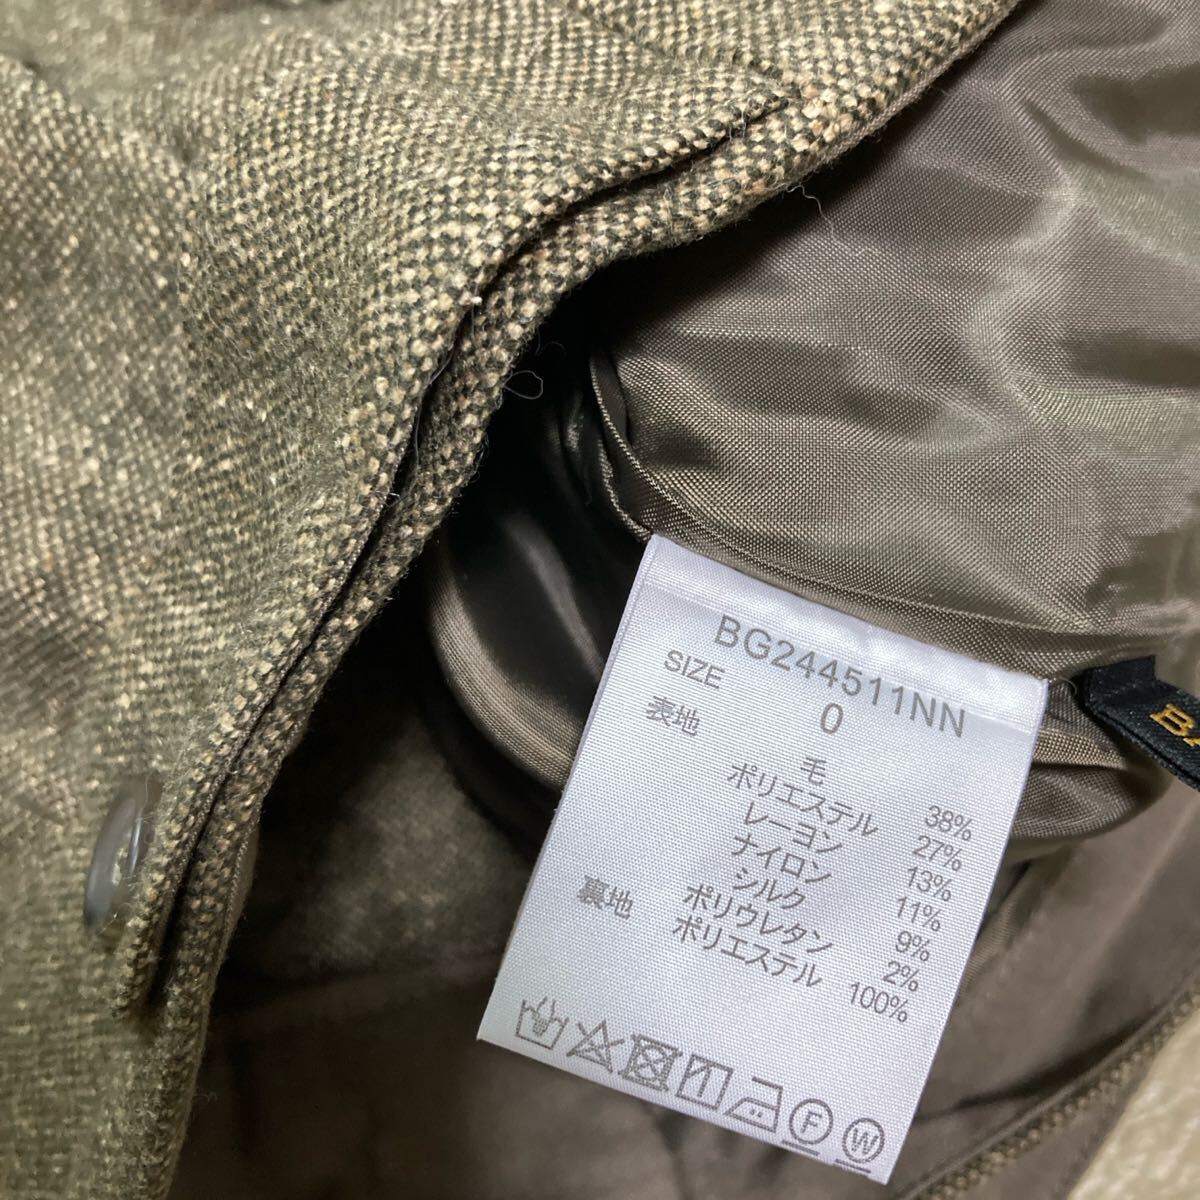 BG244511NN
SIZE 0
表地 毛 38%
ポリエステル 27%
レーヨン 13%
ナイロン 11%
シルク 9%
ポリウレタン 2%
裏地 ポリエステル 100%
F W